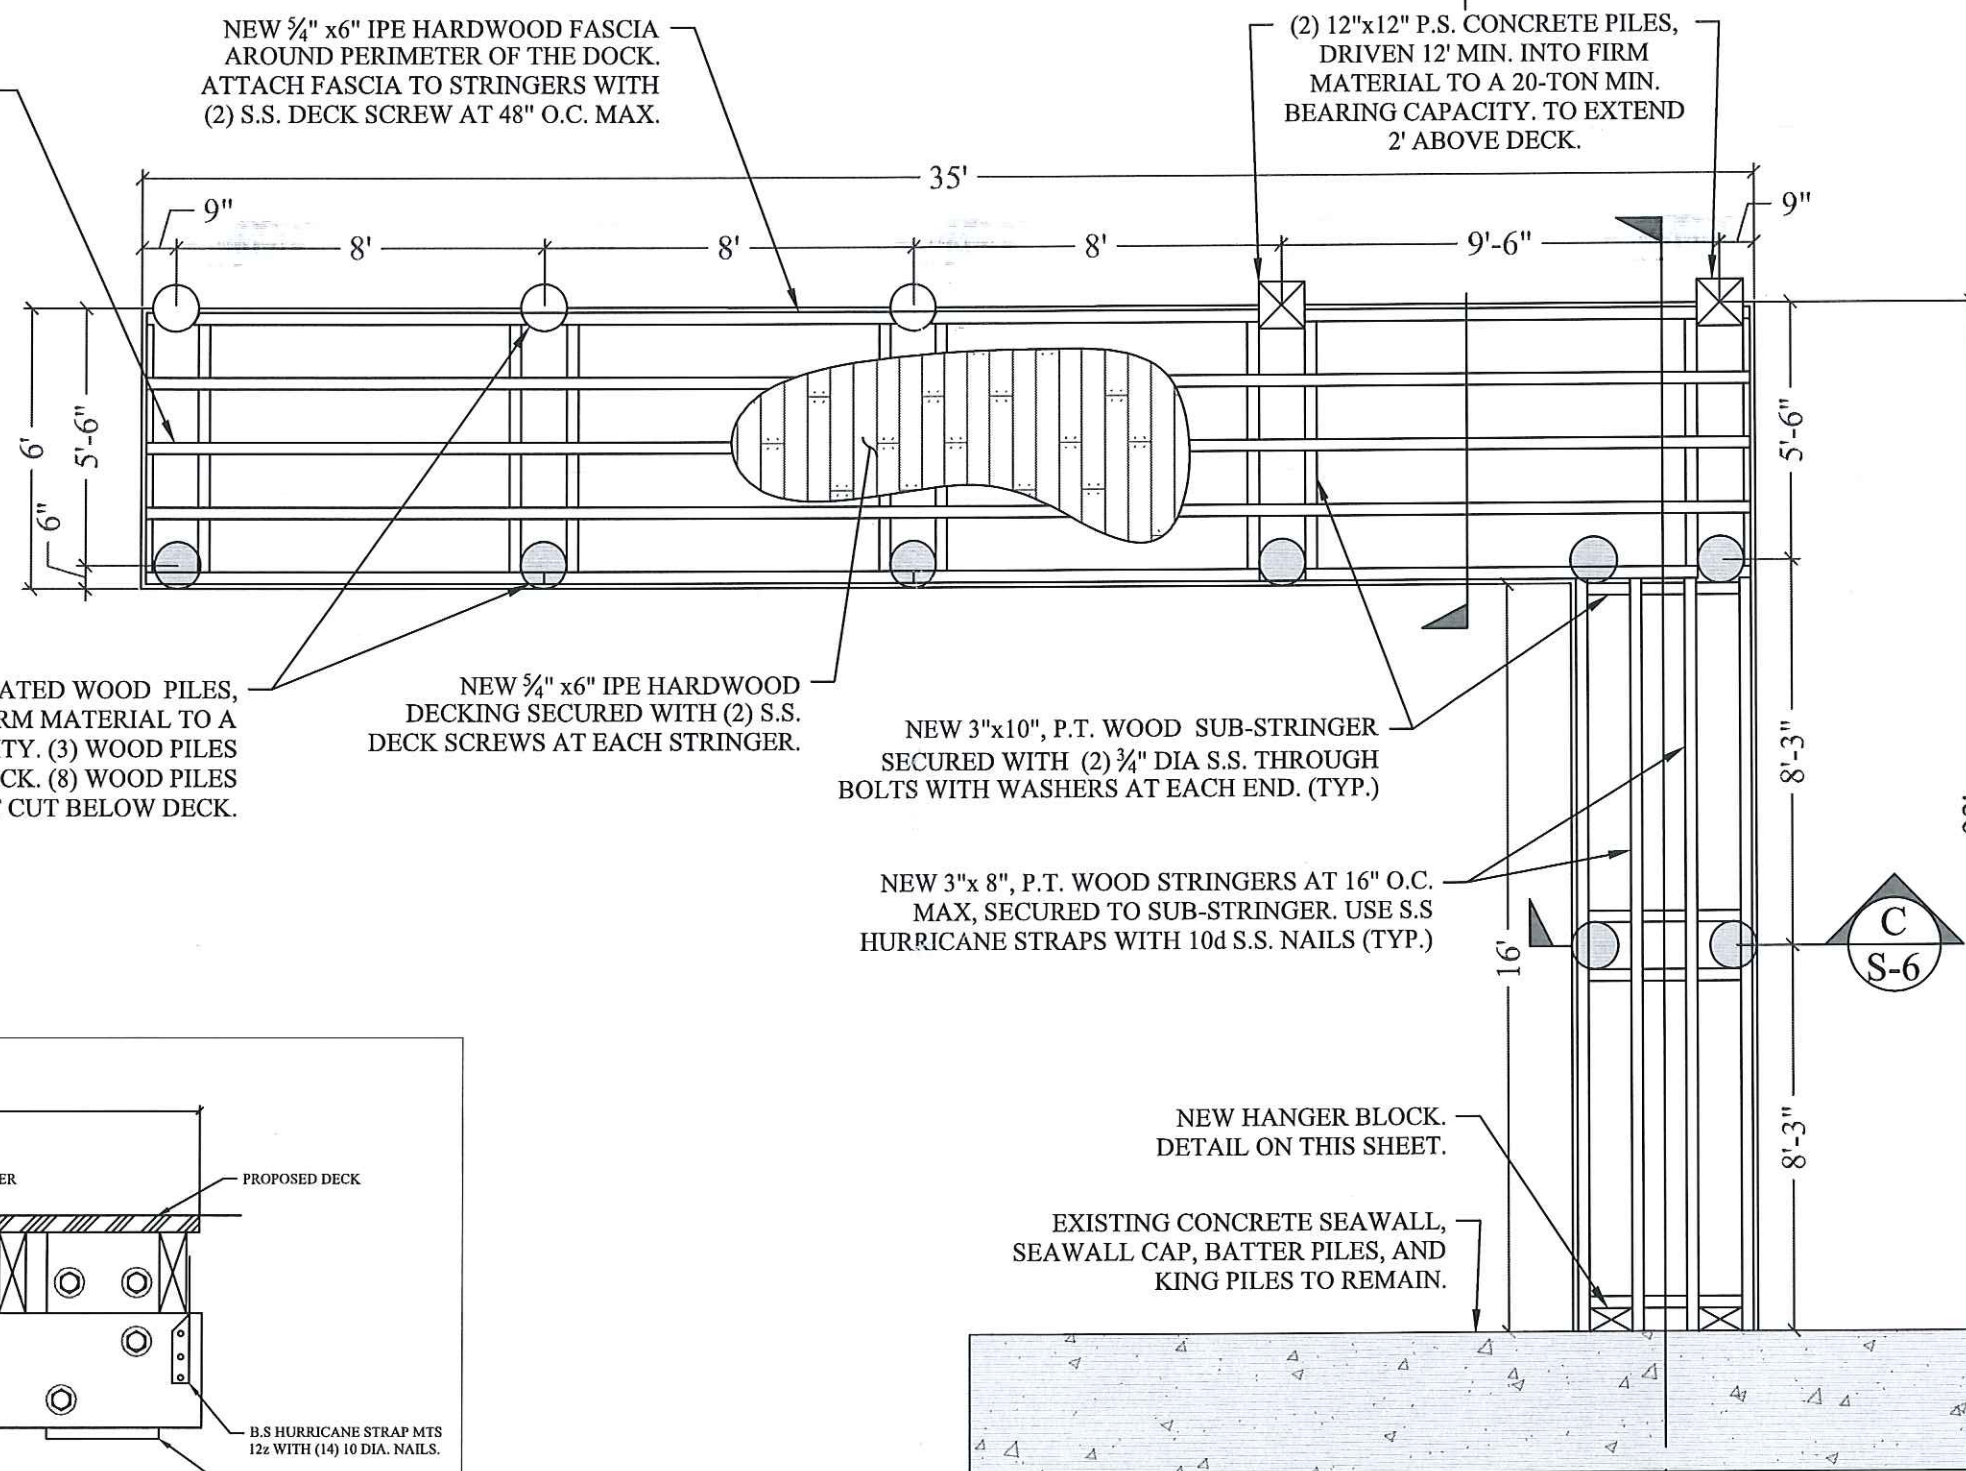 NEW 5/4" x6" IPE HARDWOOD FASCIA
AROUND PERIMETER OF THE DOCK.
ATTACH FASCIA TO STRINGERS WITH
(2) S.S. DECK SCREW AT 48" O.C. MAX.
(2) 12"x12" P.S. CONCRETE PILES,
DRIVEN 12' MIN. INTO FIRM
MATERIAL TO A 20-TON MIN.
BEARING CAPACITY. TO EXTEND
2' ABOVE DECK.
35'
9"
8'
8'
8'
9'-6"
9"
6'
5'-6"
6"
5'-6"
ATED WOOD PILES,
RM MATERIAL TO A
ITY. (3) WOOD PILES
CK. (8) WOOD PILES
CUT BELOW DECK.
NEW 5/4" x6" IPE HARDWOOD
DECKING SECURED WITH (2) S.S.
DECK SCREWS AT EACH STRINGER.
NEW 3"x10", P.T. WOOD SUB-STRINGER
SECURED WITH (2) 3/4" DIA S.S. THROUGH
BOLTS WITH WASHERS AT EACH END. (TYP.)
8'-3"
NEW 3"x 8", P.T. WOOD STRINGERS AT 16" O.C.
MAX, SECURED TO SUB-STRINGER. USE S.S
HURRICANE STRAPS WITH 10d S.S. NAILS (TYP.)
16'
C
S-6
8'-3"
NEW HANGER BLOCK.
DETAIL ON THIS SHEET.
EXISTING CONCRETE SEAWALL,
SEAWALL CAP, BATTER PILES, AND
KING PILES TO REMAIN.
ER
PROPOSED DECK
B.S HURRICANE STRAP MTS
12z WITH (14) 10 DIA. NAILS.